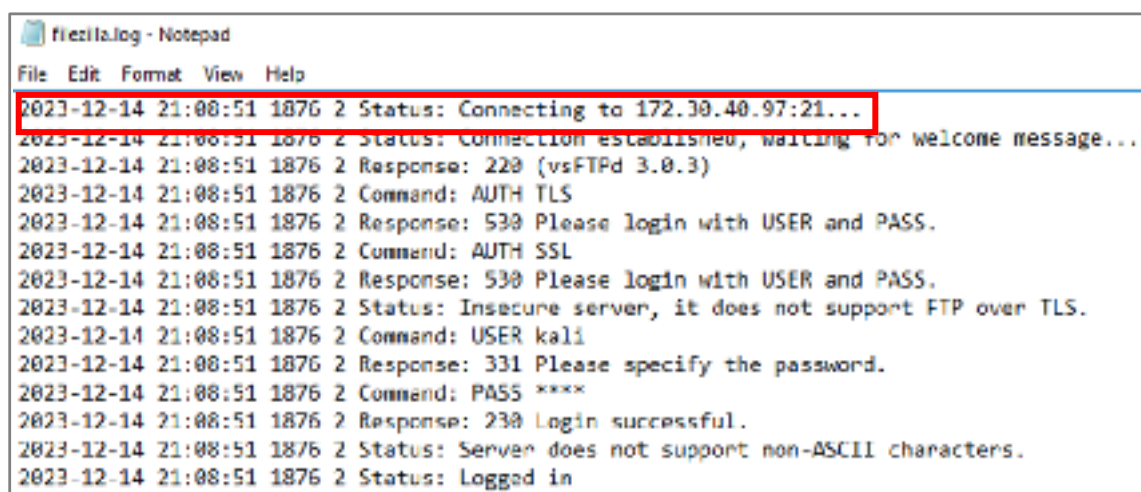 filezilla.log - Notepad
File Edit Format View Help
2023-12-14 21:08:51 1876 2 Status: Connecting to 172.30.40.97:21...
2023-12-14 21:08:51 1876 2 Status: Connection established, waiting for welcome message...
2023-12-14 21:08:51 1876 2 Response: 220 (vsFTPd 3.0.3)
2023-12-14 21:08:51 1876 2 Command: AUTH TLS
2023-12-14 21:08:51 1876 2 Response: 530 Please login with USER and PASS.
2023-12-14 21:08:51 1876 2 Command: AUTH SSL
2023-12-14 21:08:51 1876 2 Response: 530 Please login with USER and PASS.
2023-12-14 21:08:51 1876 2 Status: Insecure server, it does not support FTP over TLS.
2023-12-14 21:08:51 1876 2 Command: USER kali
2023-12-14 21:08:51 1876 2 Response: 331 Please specify the password.
2023-12-14 21:08:51 1876 2 Command: PASS ****
2023-12-14 21:08:51 1876 2 Response: 230 Login successful.
2023-12-14 21:08:51 1876 2 Status: Server does not support non-ASCII characters.
2023-12-14 21:08:51 1876 2 Status: Logged in